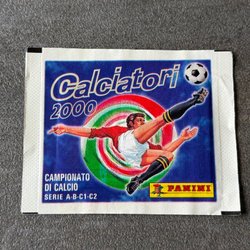 Calciatori
2000
CAMPIONATO
DI CALCIO
SERIE A-B-C1-C2
PANINI